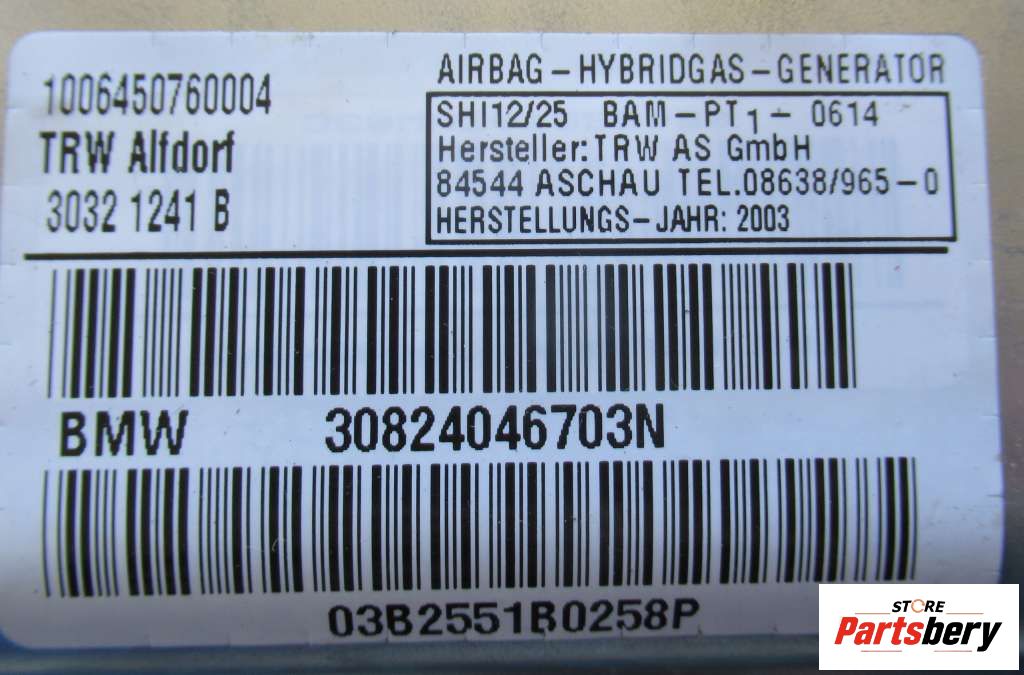 1006450760004
TRW Alfdorf
3032 1241 B
AIRBAG-HYBRIDGAS-GENERATOR
SHI12/25 BAM-PT1-0614
Hersteller: TRW AS GmbH
84544 ASCHAU TEL.08638/965-0
HERSTELLUNGS-JAHR: 2003
BMW 30824046703N
03B2551B0258P
STORE
Partsbery